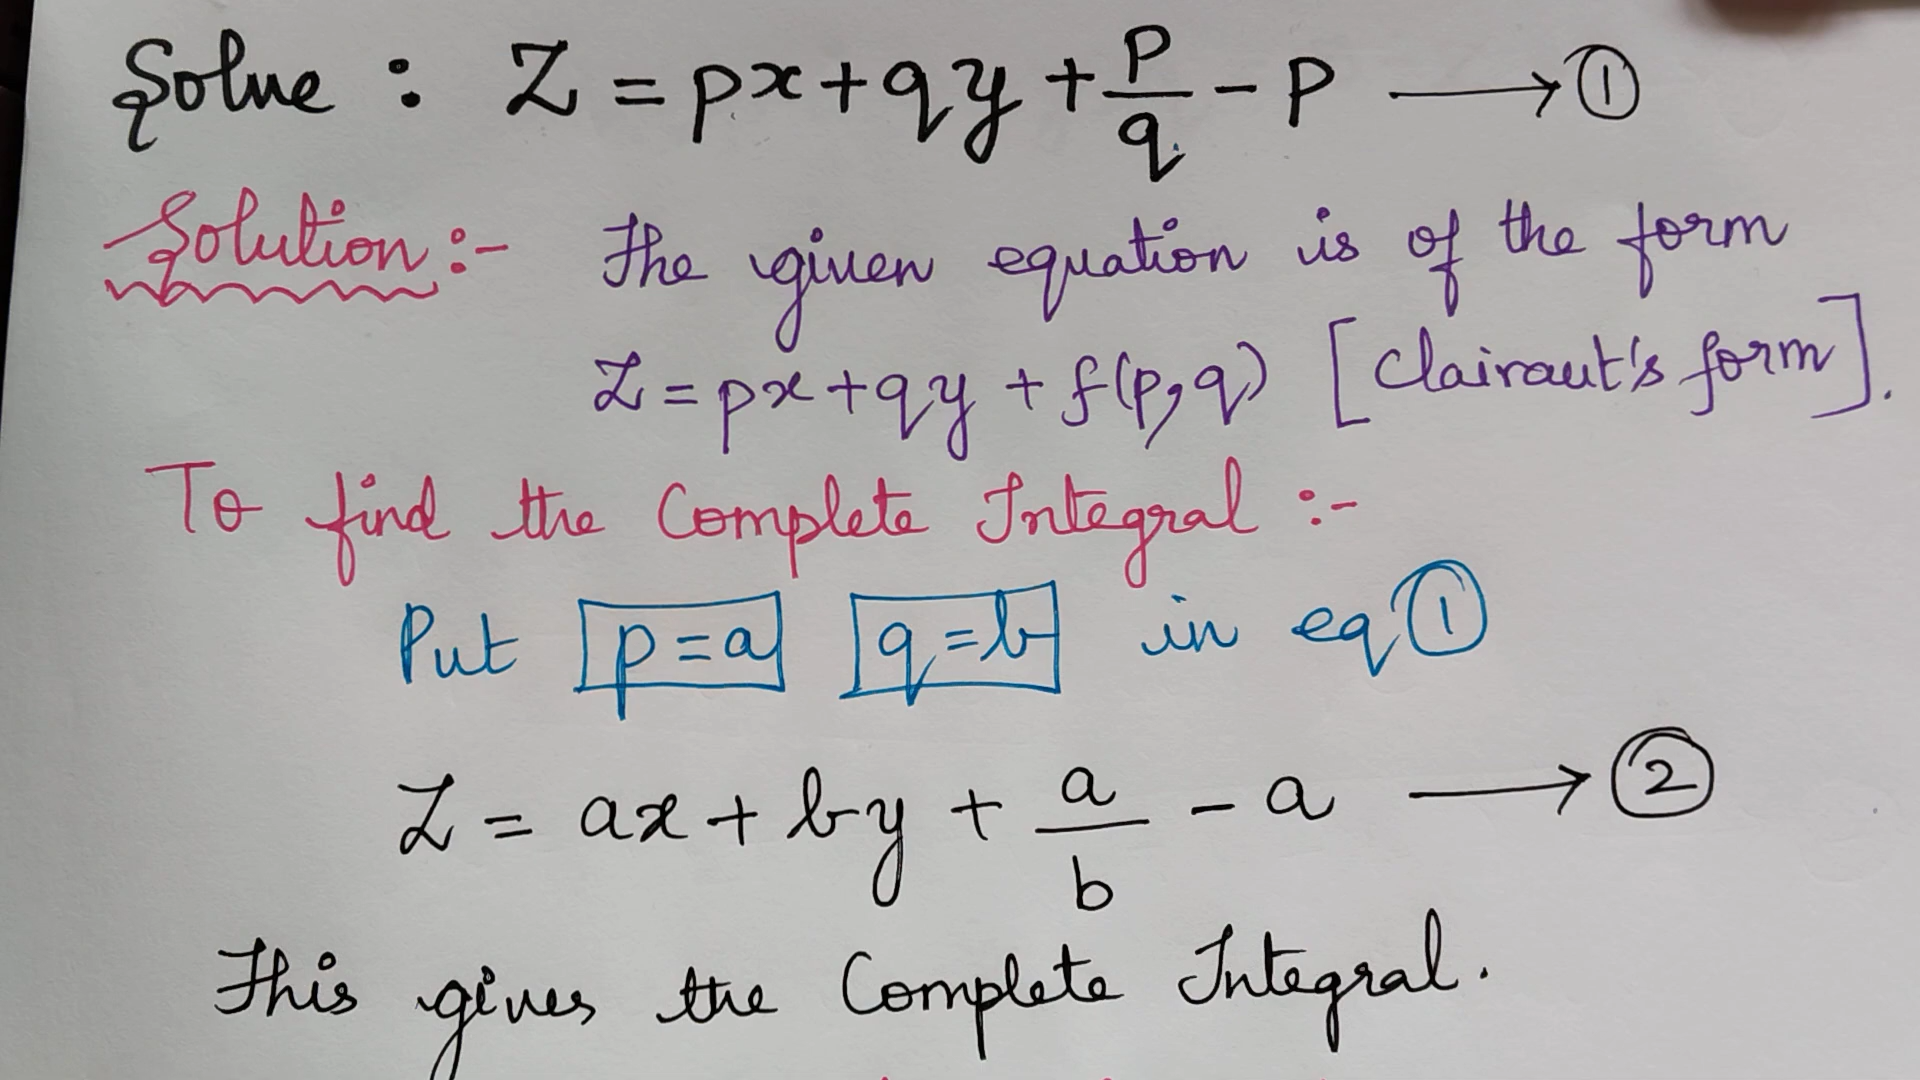 Solve : Z = px + qy + p/q - p → ①
Solution :- The given equation is of the form
Z = px + qy + f(p, q) [Clairaut's form].
To find the Complete Integral :-
Put p = a q = b in eq ①
Z = ax + by + a/b - a → ②
This gives the Complete Integral.